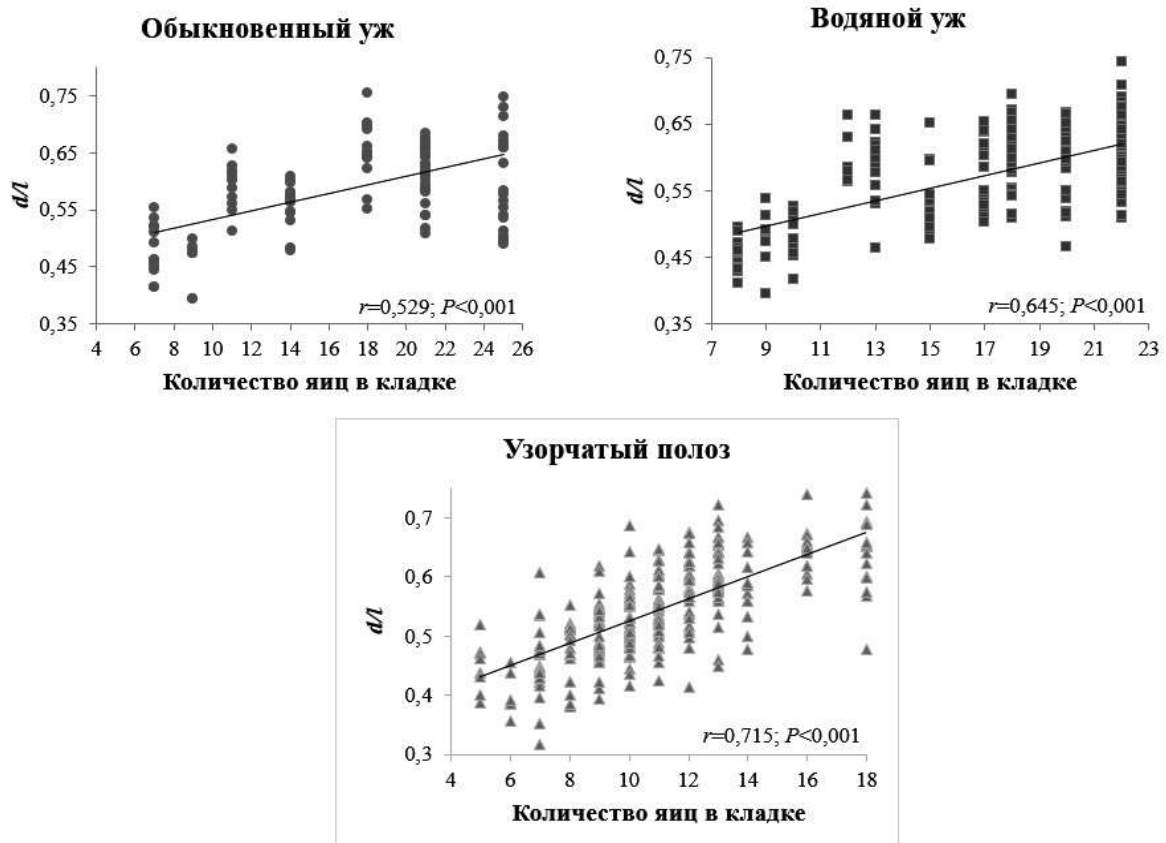 Обыкновенный уж
0,75
0,65
0,55
0,45
0,35
d/l
r=0,529; P<0,001
4 6 8 10 12 14 16 18 20 22 24 26
Количество яиц в кладке
Водяной уж
0,75
0,65
0,55
0,45
0,35
d/l
r=0,645; P<0,001
7 9 11 13 15 17 19 21 23
Количество яиц в кладке
Узорчатый полоз
0,7
0,6
0,5
0,4
0,3
d/l
r=0,715; P<0,001
4 6 8 10 12 14 16 18
Количество яиц в кладке